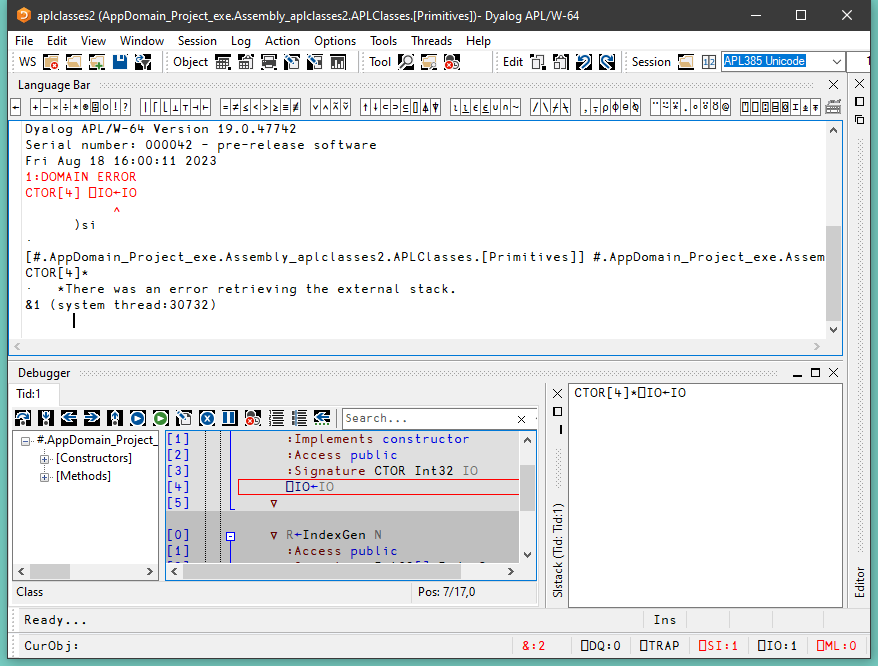 aplclasses2 (AppDomain_Project_exe.Assembly_aplclasses2.APLClasses.[Primitives])- Dyalog APL/W-64
File Edit View Window Session Log Action Options Tools Threads Help
WS Object Tool Edit Session APL385 Unicode
Language Bar
← + - × ÷ * ⍟ ⌹ ○ ! ? | ⌈ ⌊ ⊥ ⊤ ⊣ ⊢ = ≠ ≤ < > ≥ ≡ ≢ ∨ ∧ ⍲ ⍱ ↑ ↓ ⊂ ⊃ ⊆ ⌷ ⍋ ⍒ ⍳ ⍸ ∊ ⍷ ∪ ∩ ~ / \ ⌿ ⍀ , ⍪ ⍴ ⌽ ⊖ ⍉
Dyalog APL/W-64 Version 19.0.47742
Serial number: 000042 - pre-release software
Fri Aug 18 16:00:11 2023
1:DOMAIN ERROR
CTOR[4] ⎕IO←IO
^
)si
·
[#.AppDomain_Project_exe.Assembly_aplclasses2.APLClasses.[Primitives]] #.AppDomain_Project_exe.Assem
CTOR[4]*
· *There was an error retrieving the external stack.
&1 (system thread:30732)
Debugger
Tid:1
Search...
#.AppDomain_Project_
[Constructors]
[Methods]
[1] :Implements constructor
[2] :Access public
[3] :Signature CTOR Int32 IO
[4] ⎕IO←IO
[5] ∇
[0] ∇ R←IndexGen N
[1] :Access public
CTOR[4]*⎕IO←IO
SIstack (Tid: Tid:1)
Editor
Class
Pos: 7/17,0
Ready...
Ins
CurObj:
&:2 ⎕DQ:0 ⎕TRAP ⎕SI:1 ⎕IO:1 ⎕ML:0